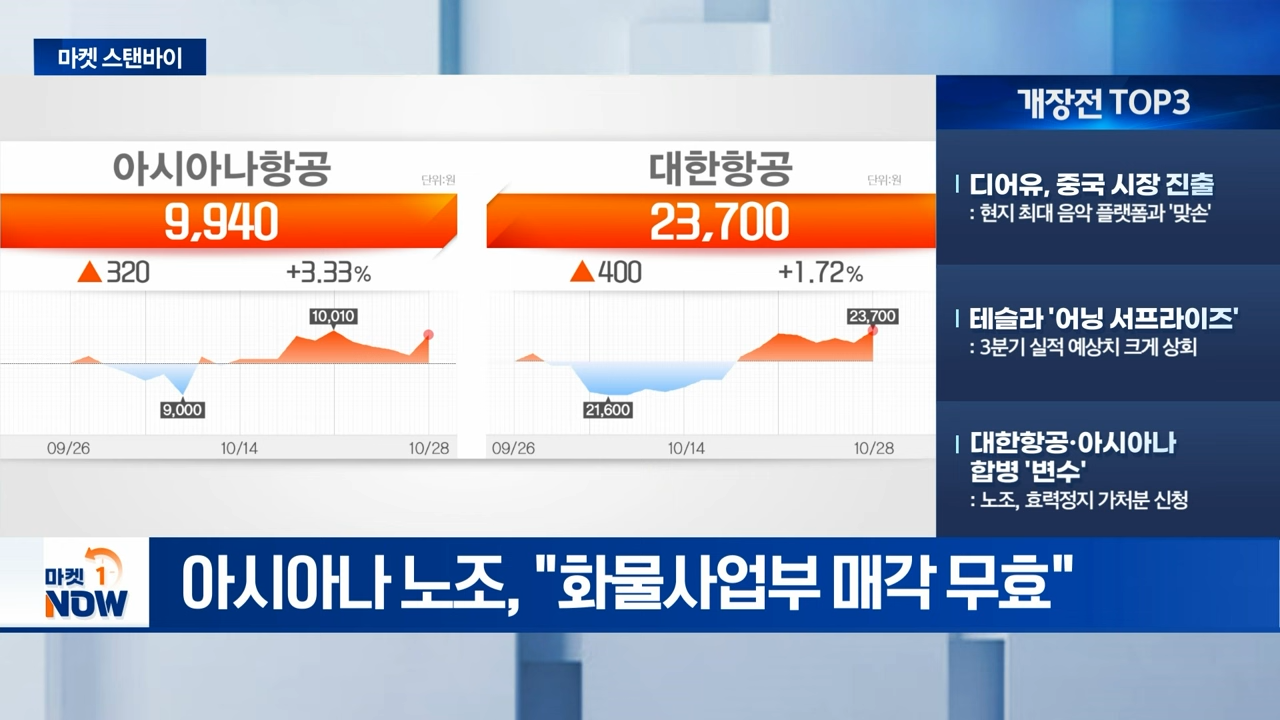 마켓 스탠바이
아시아나항공
단위:원
9,940
▲320 +3.33%
10,010
9,000
09/26 10/14 10/28
대한항공
단위:원
23,700
▲400 +1.72%
23,700
21,600
09/26 10/14 10/28
개장전 TOP3
디어유, 중국 시장 진출
: 현지 최대 음악 플랫폼과 '맞손'
테슬라 '어닝 서프라이즈'
: 3분기 실적 예상치 크게 상회
대한항공·아시아나
합병 '변수'
: 노조, 효력정지 가처분 신청
마켓 1
NOW
아시아나 노조, "화물사업부 매각 무효"